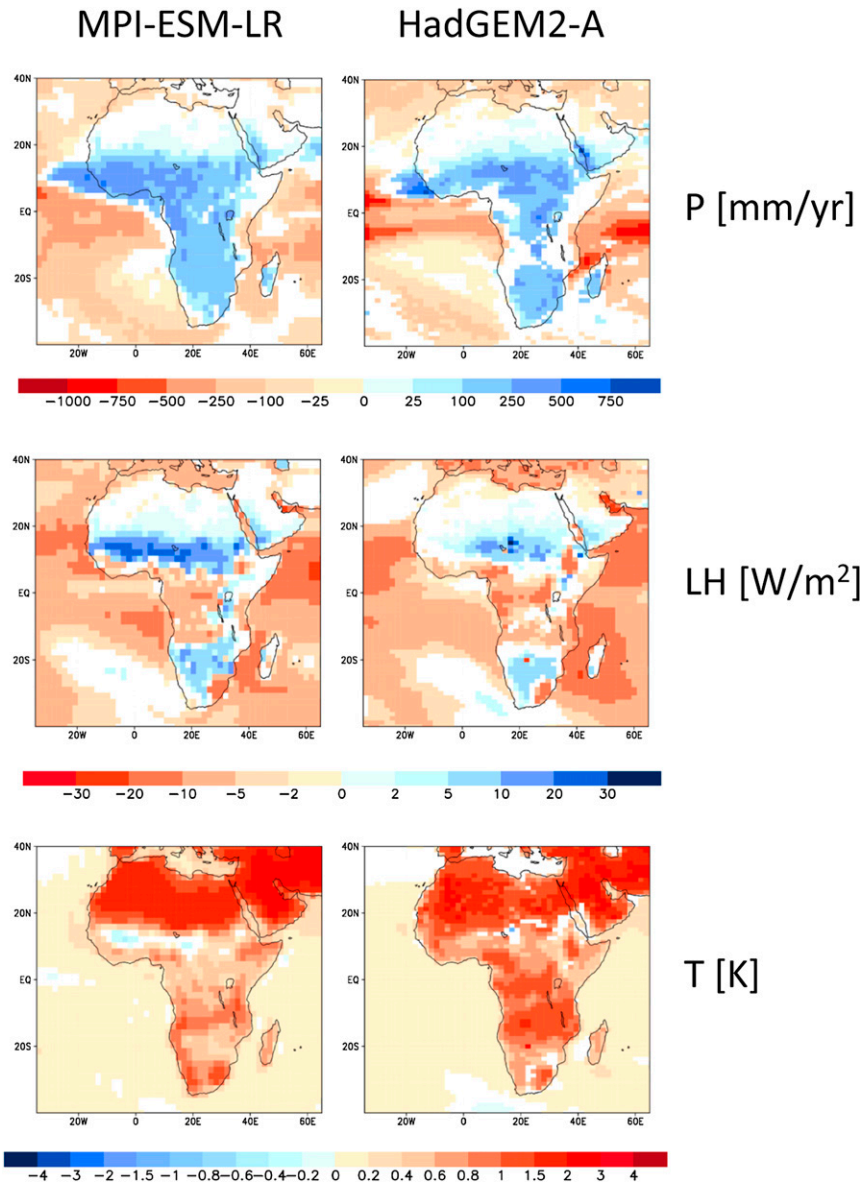 MPI-ESM-LR HadGEM2-A
40N 40N
20N 20N
EQ EQ
20S 20S
20W 0 20E 40E 60E 20W 0 20E 40E 60E
P [mm/yr]
−1000 −750 −500 −250 −100 −25 0 25 100 250 500 750
40N 40N
20N 20N
EQ EQ
20S 20S
20W 0 20E 40E 60E 20W 0 20E 40E 60E
LH [W/m²]
−30 −20 −10 −5 −2 0 2 5 10 20 30
40N 40N
20N 20N
EQ EQ
20S 20S
20W 0 20E 40E 60E 20W 0 20E 40E 60E
T [K]
−4 −3 −2 −1.5 −1 −0.8 −0.6 −0.4 −0.2 0 0.2 0.4 0.6 0.8 1 1.5 2 3 4